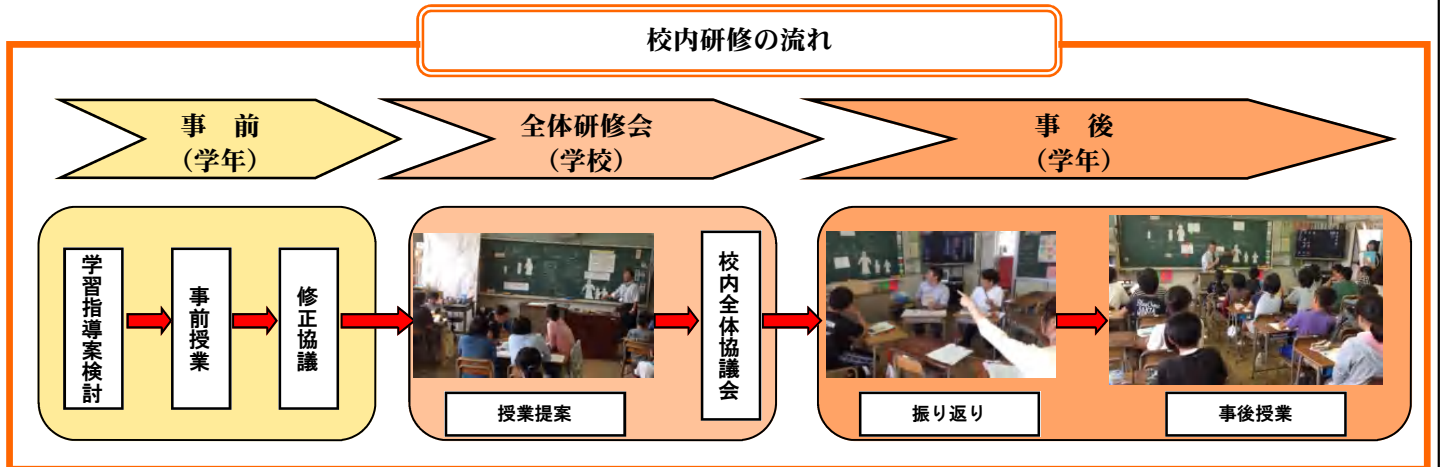 校内研修の流れ
事　前
（学年）
全体研修会
（学校）
事　後
（学年）
学習指導案検討
事前授業
修正協議
授業提案
校内全体協議会
振り返り
事後授業